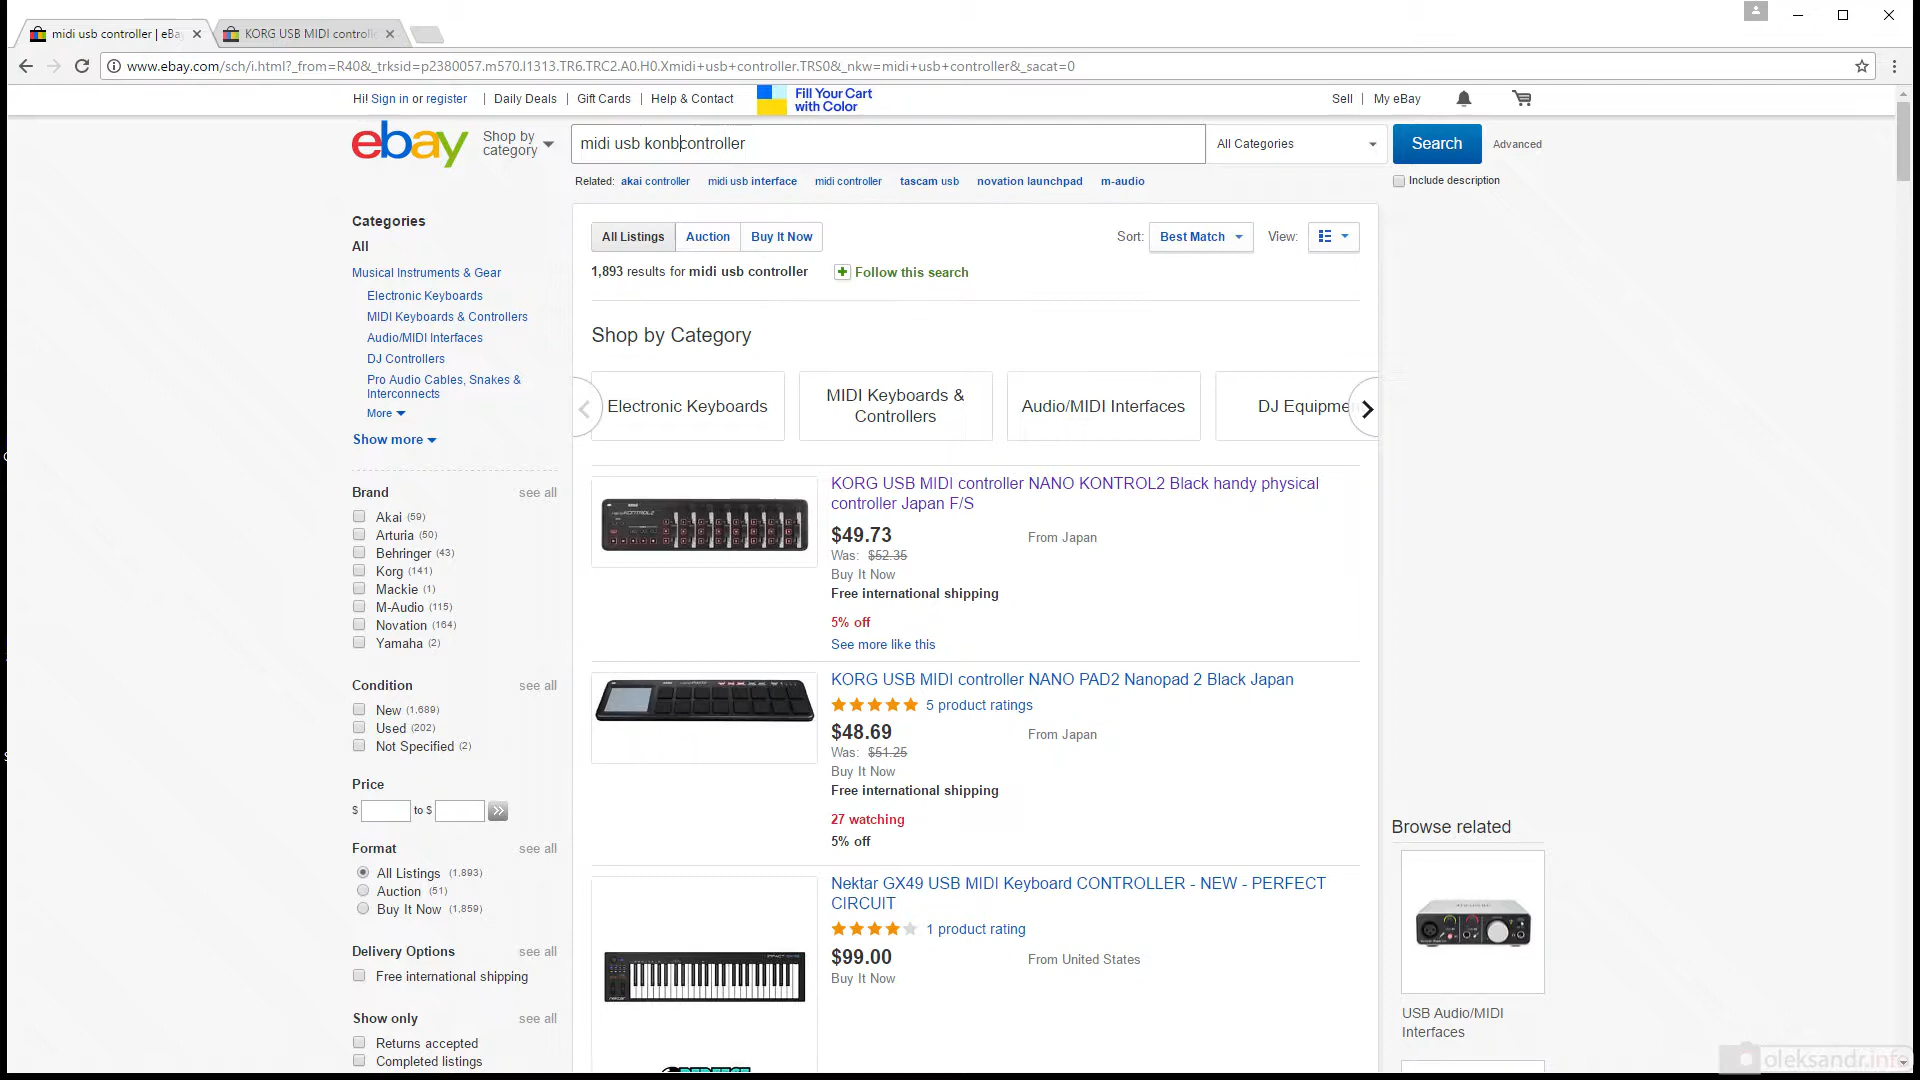 midi usb controller | eBa
KORG USB MIDI controll
www.ebay.com/sch/i.html?_from=R40&_trksid=p2380057.m570.l1313.TR6.TRC2.A0.H0.Xmidi+usb+controller.TRS0&_nkw=midi+usb+controller&_sacat=0
Hi! Sign in or register
Daily Deals
Gift Cards
Help & Contact
Fill Your Cart
with Color
Sell
My eBay
ebay
Shop by
category
midi usb konbcontroller
All Categories
Search
Advanced
Related: akai controller midi usb interface midi controller tascam usb novation launchpad m-audio
Include description
Categories
All
Musical Instruments & Gear
Electronic Keyboards
MIDI Keyboards & Controllers
Audio/MIDI Interfaces
DJ Controllers
Pro Audio Cables, Snakes &
Interconnects
More
Show more
Brand see all
Akai (59)
Arturia (50)
Behringer (43)
Korg (141)
Mackie (1)
M-Audio (115)
Novation (164)
Yamaha (2)
Condition see all
New (1,689)
Used (202)
Not Specified (2)
Price
$ to $
Format see all
All Listings (1,893)
Auction (51)
Buy It Now (1,859)
Delivery Options see all
Free international shipping
Show only see all
Returns accepted
Completed listings
All Listings
Auction
Buy It Now
Sort: Best Match
View:
1,893 results for midi usb controller
Follow this search
Shop by Category
Electronic Keyboards
MIDI Keyboards &
Controllers
Audio/MIDI Interfaces
DJ Equipme
KORG USB MIDI controller NANO KONTROL2 Black handy physical
controller Japan F/S
$49.73
From Japan
Was: $52.35
Buy It Now
Free international shipping
5% off
See more like this
KORG USB MIDI controller NANO PAD2 Nanopad 2 Black Japan
5 product ratings
$48.69
From Japan
Was: $51.25
Buy It Now
Free international shipping
27 watching
5% off
Nektar GX49 USB MIDI Keyboard CONTROLLER - NEW - PERFECT
CIRCUIT
1 product rating
$99.00
From United States
Buy It Now
Browse related
USB Audio/MIDI
Interfaces
oleksandr.info